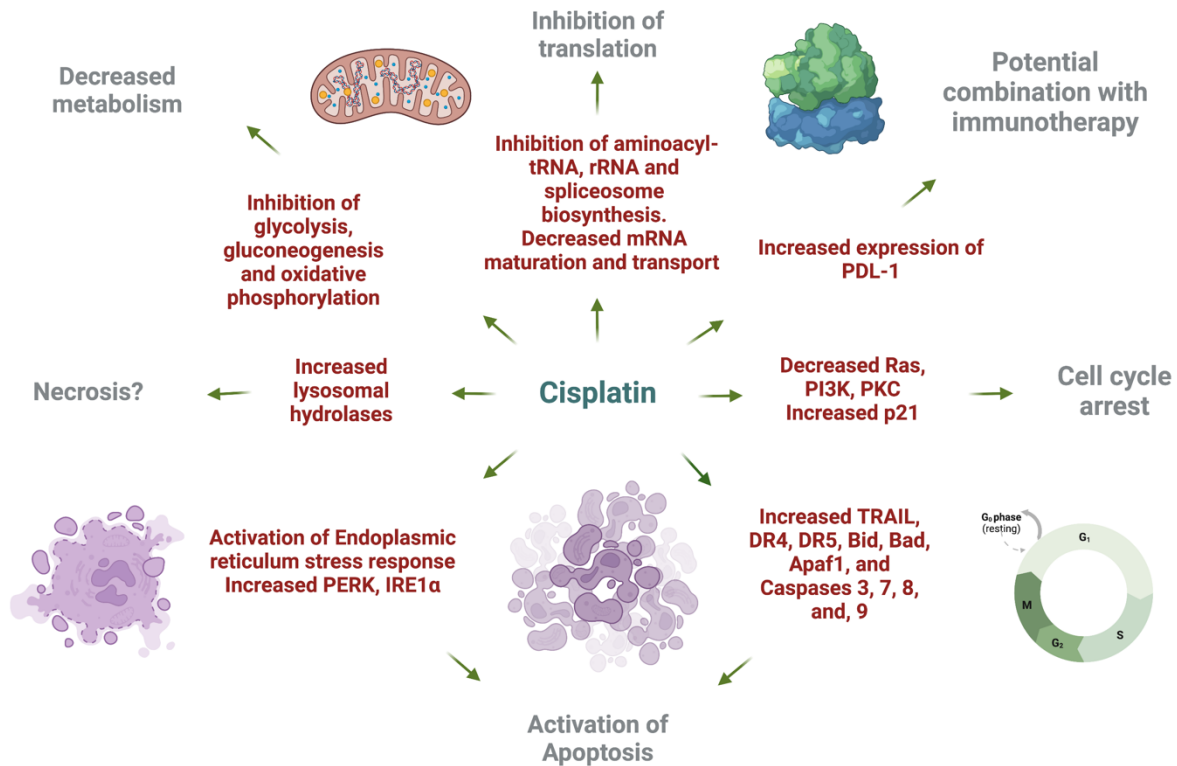 Inhibition of
translation
Decreased
metabolism
Potential
combination with
immunotherapy
Inhibition of aminoacyl-
tRNA, rRNA and
spliceosome
biosynthesis.
Decreased mRNA
maturation and transport
Inhibition of
glycolysis,
gluconeogenesis
and oxidative
phosphorylation
Increased expression of
PDL-1
Necrosis?
Increased
lysosomal
hydrolases
Cisplatin
Decreased Ras,
PI3K, PKC
Increased p21
Cell cycle
arrest
Activation of Endoplasmic
reticulum stress response
Increased PERK, IRE1α
Increased TRAIL,
DR4, DR5, Bid, Bad,
Apaf1, and
Caspases 3, 7, 8,
and, 9
G₀ phase
(resting)
G₁
M
S
G₂
Activation of
Apoptosis